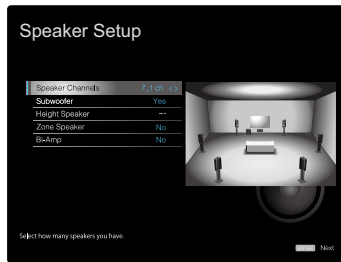 Speaker Setup
Speaker Channels 7.1 ch < >
Subwoofer Yes
Height Speaker ---
Zone Speaker No
Bi-Amp No
Select how many speakers you have.
Next